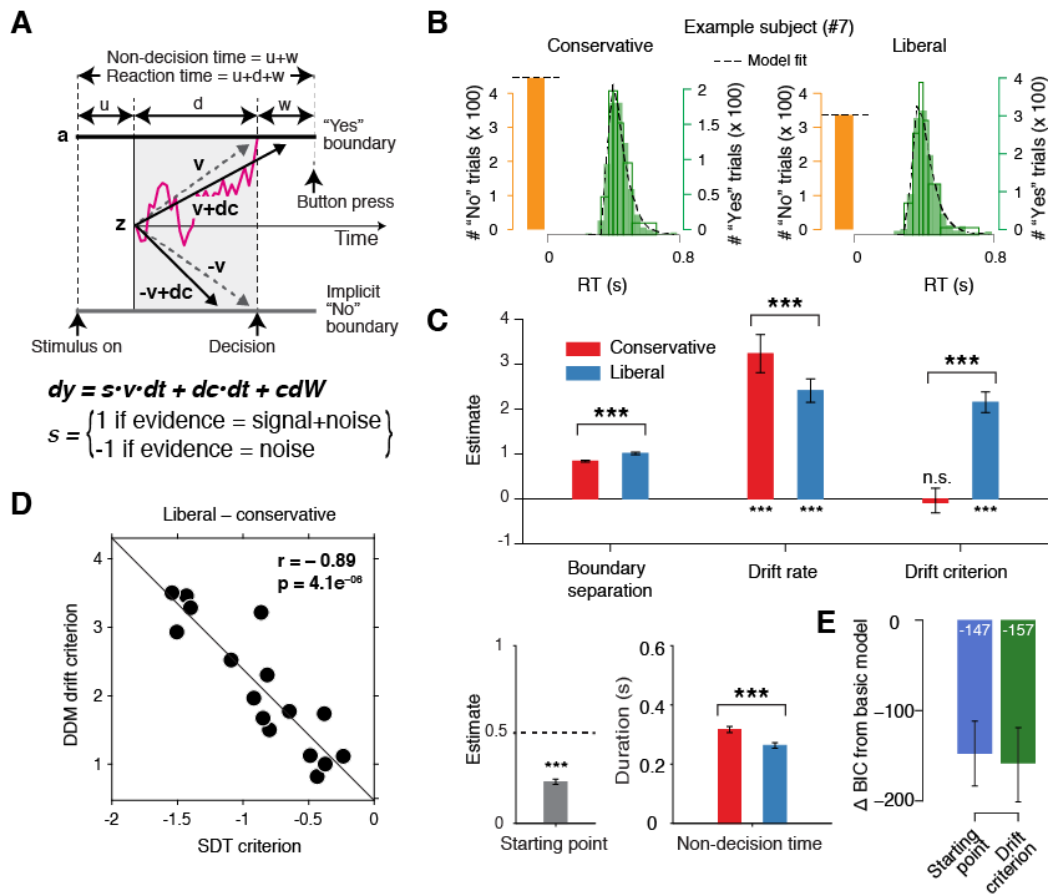 A
Non-decision time = u+w
Reaction time = u+d+w
u
d
w
a
"Yes"
boundary
v
v+dc
Button press
z
Time
-v
-v+dc
Implicit
"No"
boundary
Stimulus on
Decision
dy = s·v·dt + dc·dt + cdW
s = {1 if evidence = signal+noise}
{-1 if evidence = noise}
B
Example subject (#7)
Conservative
Liberal
Model fit
# "No" trials (x 100)
4
3
2
1
0
# "Yes" trials (x 100)
2
1.5
1
0.5
0
0
0.8
RT (s)
# "No" trials (x 100)
4
3
2
1
0
# "Yes" trials (x 100)
4
3
2
1
0
0
0.8
RT (s)
C
Conservative
Liberal
Estimate
4
3
2
1
0
-1
***
***
***
n.s.
***
***
***
Boundary
separation
Drift rate
Drift criterion
Estimate
1
0.5
0
***
Starting point
Duration (s)
0.6
0.4
0.2
0
***
Non-decision time
D
Liberal – conservative
r = – 0.89
p = 4.1e⁻⁰⁶
DDM drift criterion
4
3
2
1
-2
-1.5
-1
-0.5
0
SDT criterion
E
Δ BIC from basic model
0
−100
−200
-147
-157
Starting
point
Drift
criterion